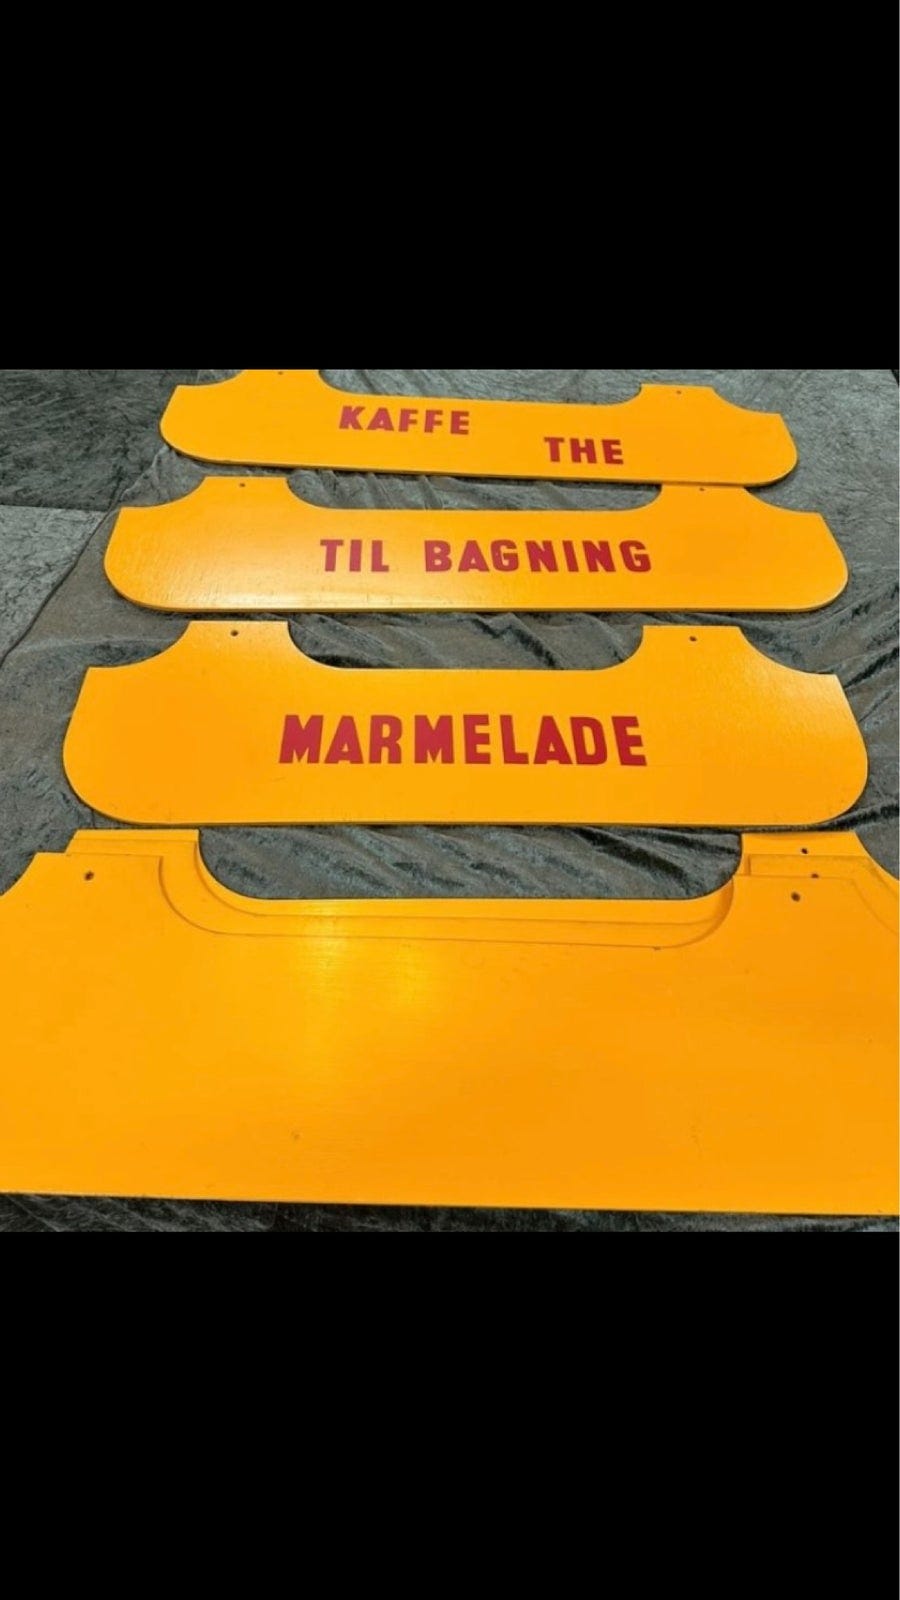 KAFFE
THE
TIL BAGNING
MARMELADE